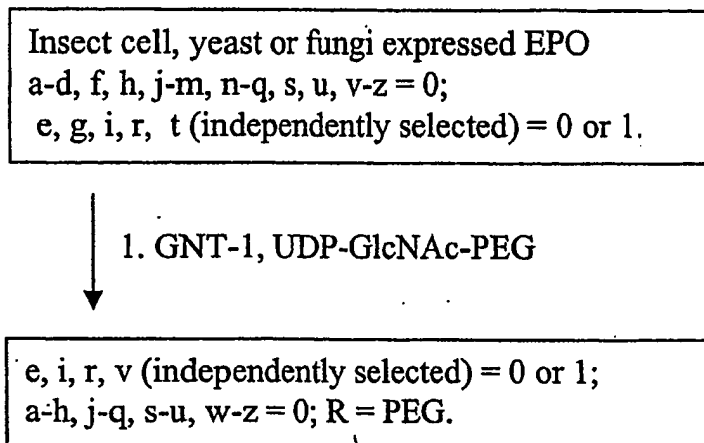 Insect cell, yeast or fungi expressed EPO
a-d, f, h, j-m, n-q, s, u, v-z = 0;
e, g, i, r, t (independently selected) = 0 or 1.
1. GNT-1, UDP-GlcNAc-PEG
e, i, r, v (independently selected) = 0 or 1;
a-h, j-q, s-u, w-z = 0; R = PEG.